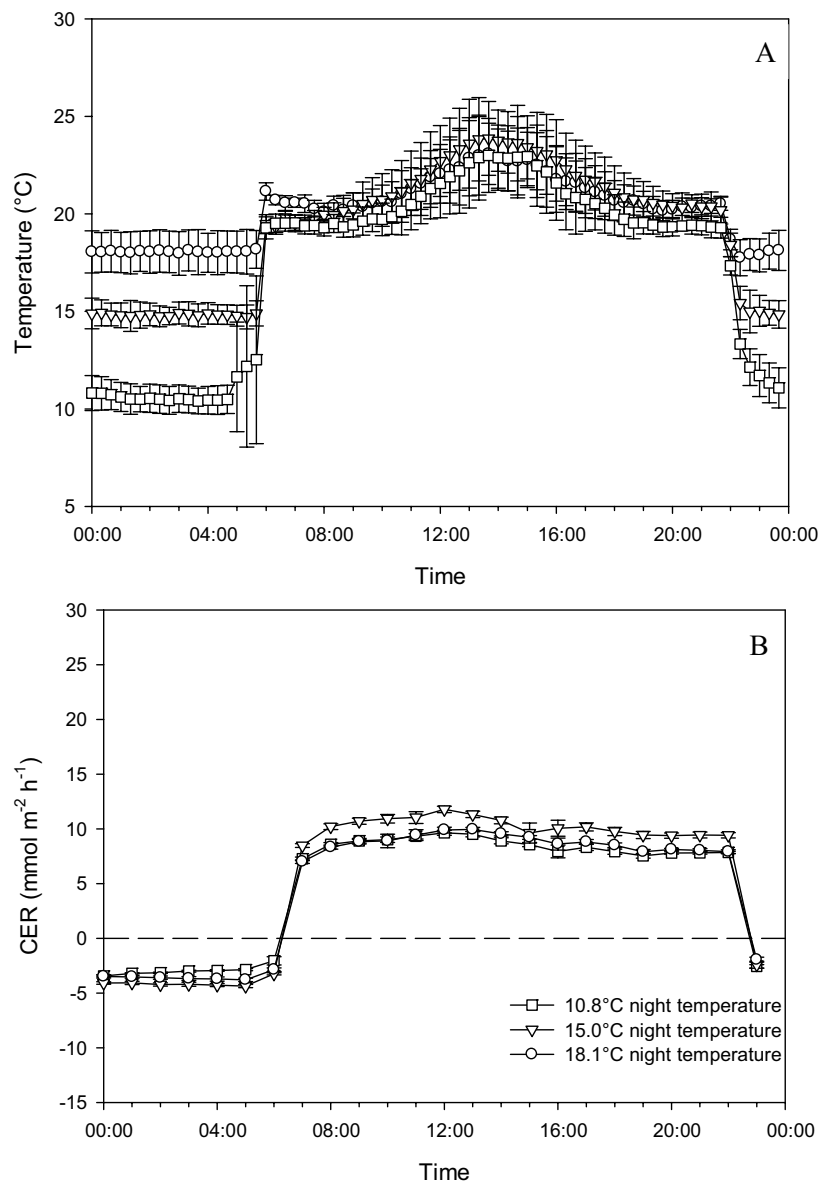 A
30
25
20
15
10
5
Temperature (°C)
00:00 04:00 08:00 12:00 16:00 20:00 00:00
Time
B
30
25
20
15
10
5
0
-5
-10
-15
CER (mmol m⁻² h⁻¹)
10.8°C night temperature
15.0°C night temperature
18.1°C night temperature
00:00 04:00 08:00 12:00 16:00 20:00 00:00
Time